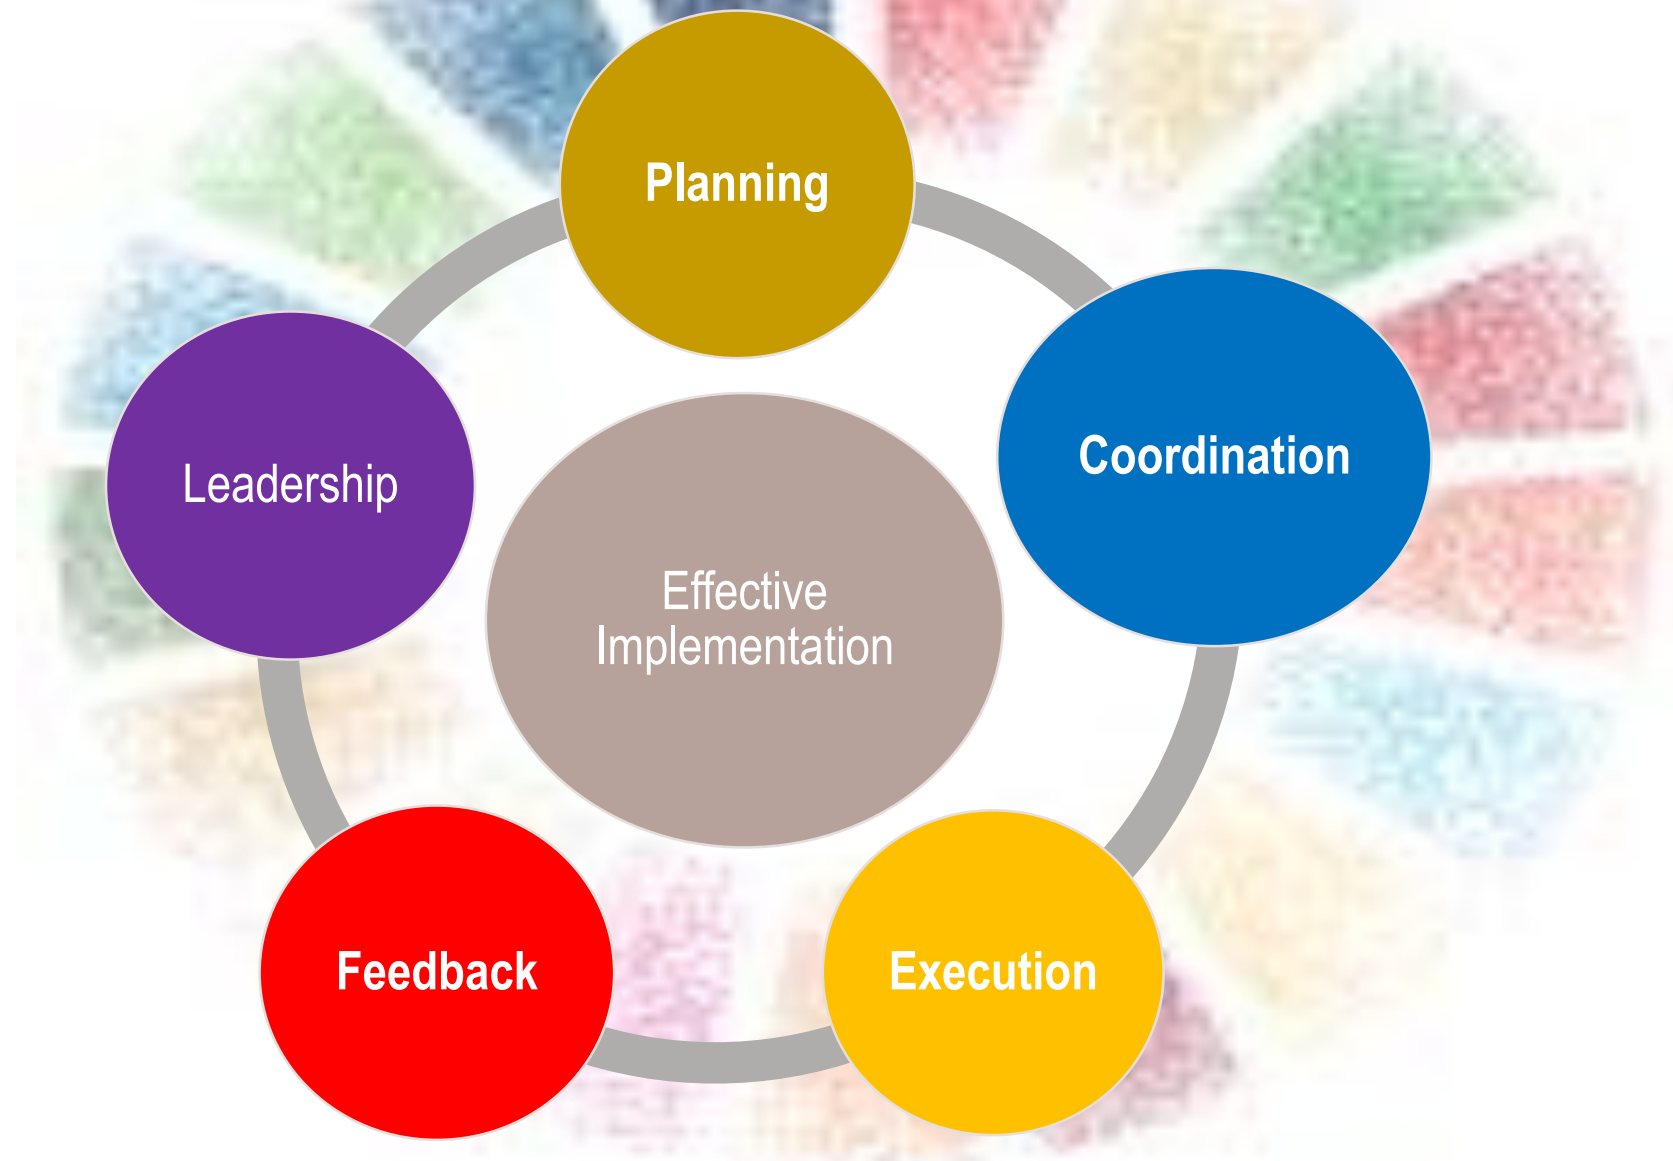 Planning
Coordination
Leadership
Effective
Implementation
Feedback
Execution